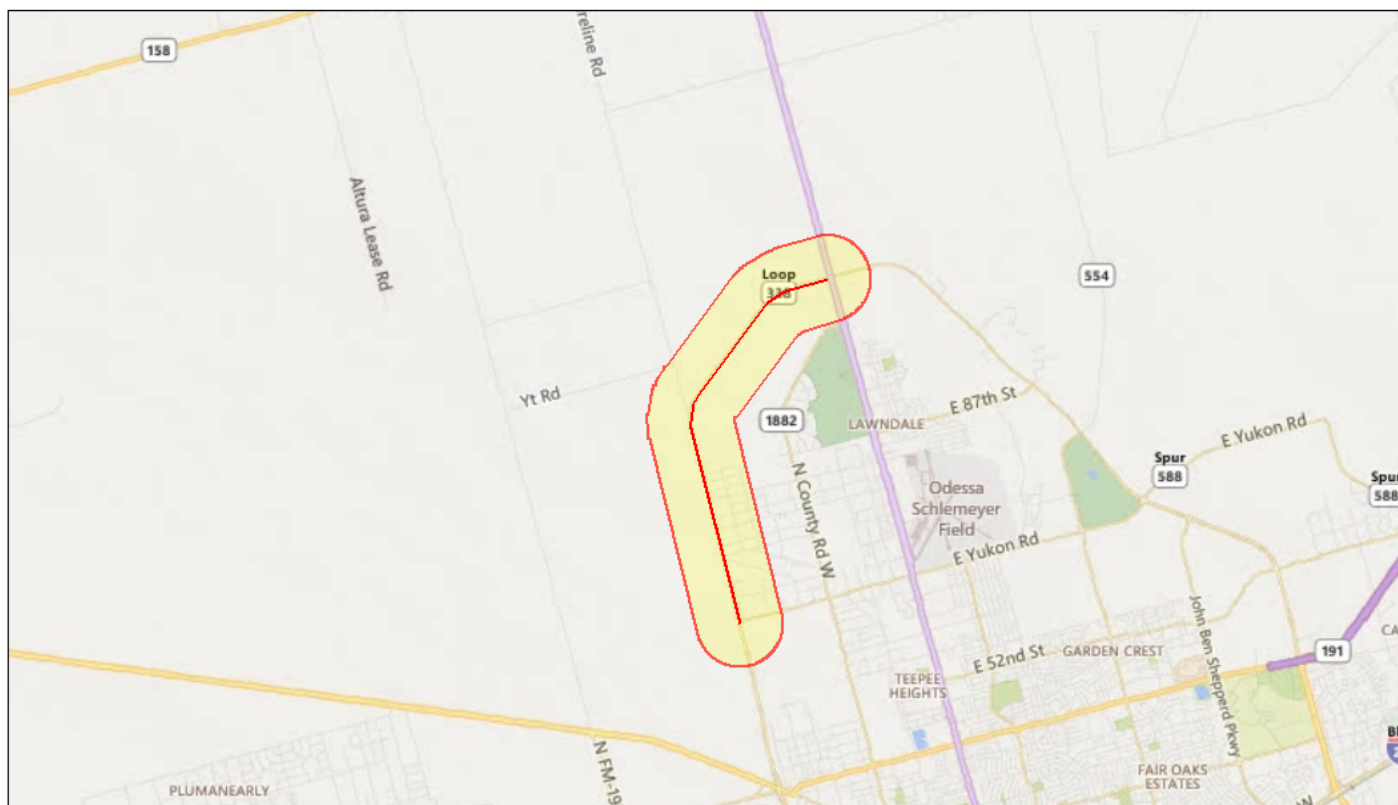 158
reline Rd
Altura Lease Rd
Loop
338
554
Yt Rd
1882
E 87th St
LAWNDALE
E Yukon Rd
Spur
588
Spur
588
N County Rd W
Odessa
Schlemeyer
Field
E Yukon Rd
John Ben Shepperd Pkwy
E 52nd St
GARDEN CREST
191
CA
TEEPEE
HEIGHTS
N FM-19
PLUMANEARLY
FAIR OAKS
ESTATES